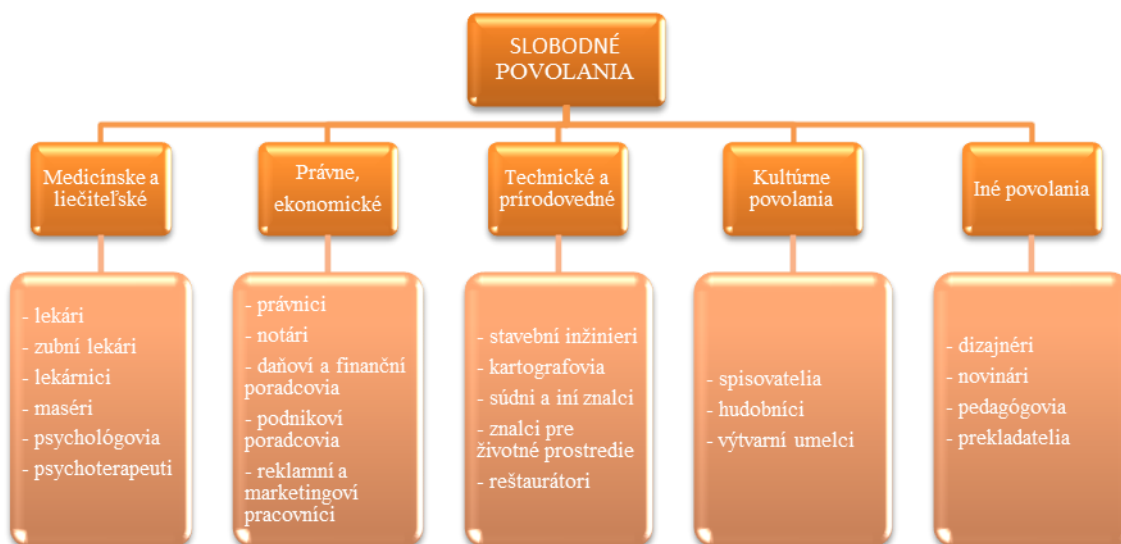 SLOBODNÉ
POVOLANIA
Medicínske a
liečiteľské
Právne,
ekonomické
Technické a
prírodovedné
Kultúrne
povolania
Iné povolania
- lekári
- zubní lekári
- lekárnici
- maséri
- psychológovia
- psychoterapeuti
- právnici
- notári
- daňoví a finanční
poradcovia
- podnikoví
poradcovia
- reklamní a
marketingoví
pracovníci
- stavební inžinieri
- kartografovia
- súdni a iní znalci
- znalci pre
životné prostredie
- reštaurátori
- spisovatelia
- hudobníci
- výtvarní umelci
- dizajnéri
- novinári
- pedagógovia
- prekladatelia